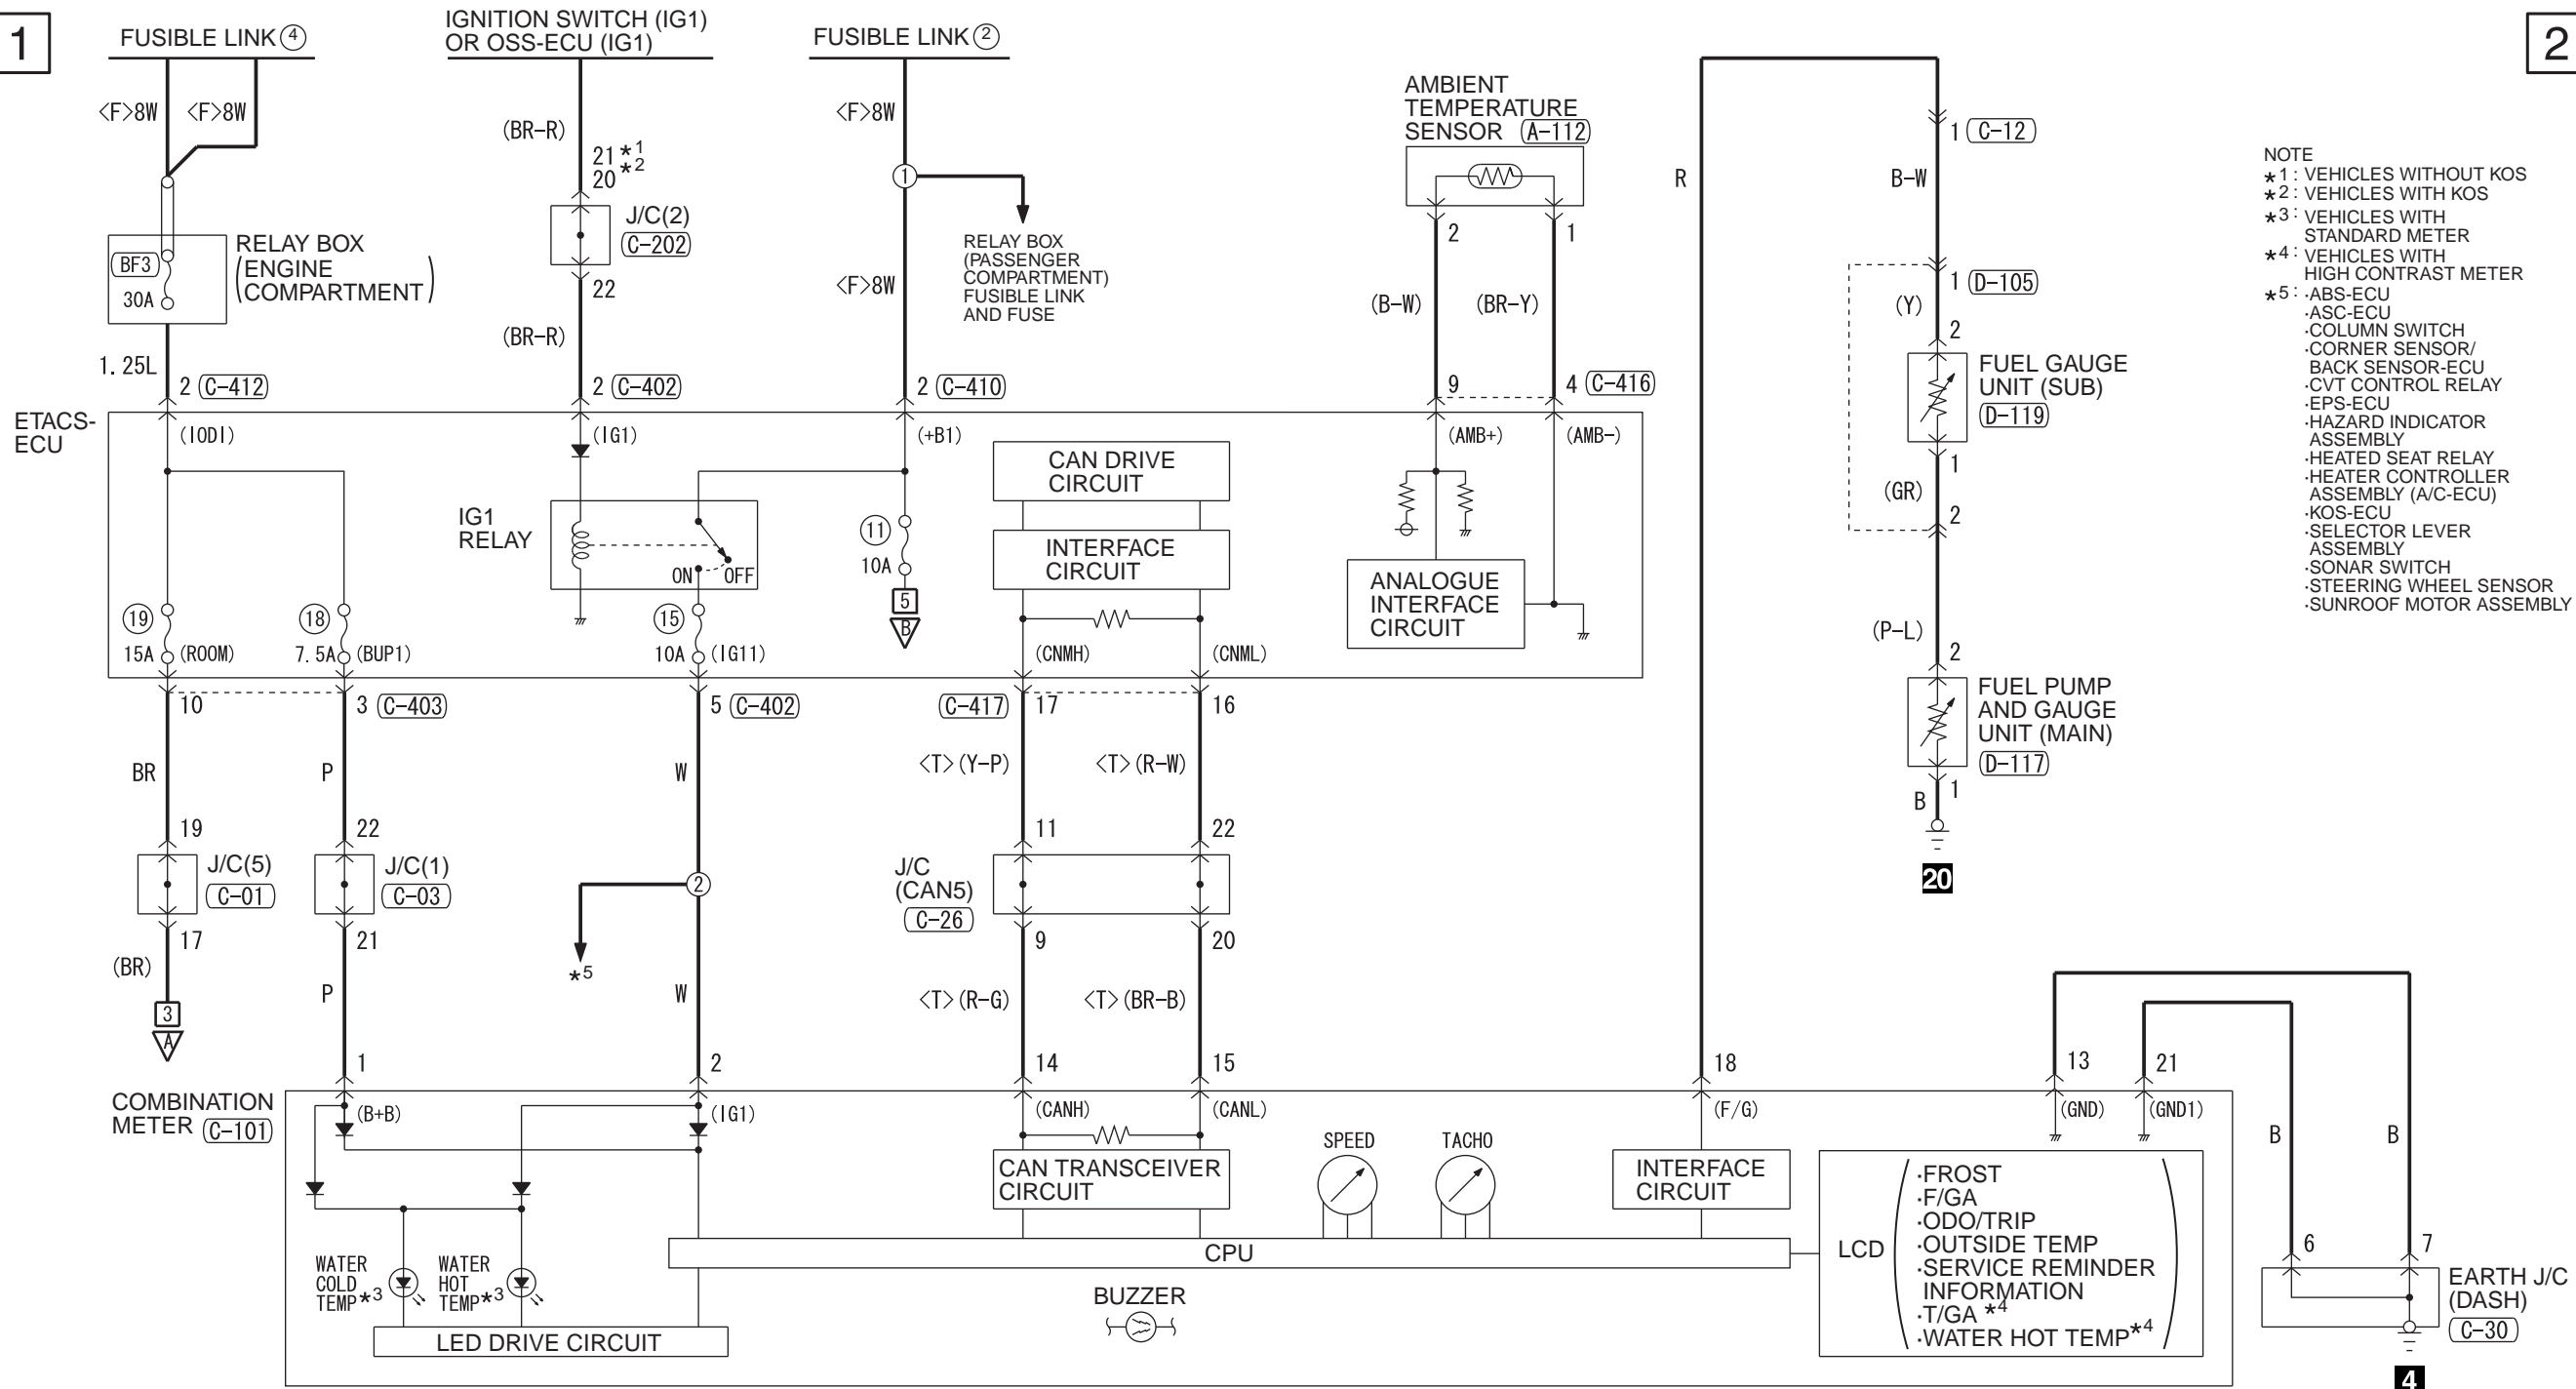 1
FUSIBLE LINK ④
IGNITION SWITCH (IG1)
OR OSS-ECU (IG1)
FUSIBLE LINK ②
2
<F>8W
<F>8W
(BR-R)
21 *1
20 *2
<F>8W
1
AMBIENT
TEMPERATURE
SENSOR (A-112)
R
1 (C-12)
B-W
NOTE
*1 : VEHICLES WITHOUT KOS
*2 : VEHICLES WITH KOS
*3 : VEHICLES WITH
STANDARD METER
*4 : VEHICLES WITH
HIGH CONTRAST METER
*5 : ·ABS-ECU
·ASC-ECU
·COLUMN SWITCH
·CORNER SENSOR/
BACK SENSOR-ECU
·CVT CONTROL RELAY
·EPS-ECU
·HAZARD INDICATOR
ASSEMBLY
·HEATED SEAT RELAY
·HEATER CONTROLLER
ASSEMBLY (A/C-ECU)
·KOS-ECU
·SELECTOR LEVER
ASSEMBLY
·SONAR SWITCH
·STEERING WHEEL SENSOR
·SUNROOF MOTOR ASSEMBLY
BF3
30A
RELAY BOX
(ENGINE
COMPARTMENT)
J/C(2)
C-202
22
(BR-R)
<F>8W
RELAY BOX
(PASSENGER
COMPARTMENT)
FUSIBLE LINK
AND FUSE
2
1
(B-W)
(BR-Y)
1 (D-105)
(Y)
2
FUEL GAUGE
UNIT (SUB)
D-119
1
(GR)
2
(P-L)
2
FUEL PUMP
AND GAUGE
UNIT (MAIN)
D-117
1
B
20
1.25L
2 (C-412)
2 (C-402)
2 (C-410)
9
4 (C-416)
ETACS-
ECU
(IODI)
(IG1)
(+B1)
(AMB+)
(AMB-)
CAN DRIVE
CIRCUIT
IG1
RELAY
ON
OFF
11
10A
5
B
INTERFACE
CIRCUIT
ANALOGUE
INTERFACE
CIRCUIT
19
15A
(ROOM)
18
7.5A
(BUP1)
15
10A
(IG11)
(CNMH)
(CNML)
10
3 (C-403)
5 (C-402)
(C-417) 17
16
BR
P
W
<T>(Y-P)
<T>(R-W)
19
22
11
22
J/C(5)
C-01
J/C(1)
C-03
2
J/C
(CAN5)
C-26
17
21
9
20
(BR)
*5
P
W
<T>(R-G)
<T>(BR-B)
3
A
1
2
14
15
18
13
21
COMBINATION
METER (C-101)
(B+B)
(IG1)
(CANH)
(CANL)
(F/G)
(GND)
(GND1)
B
B
SPEED
TACHO
CAN TRANSCEIVER
CIRCUIT
INTERFACE
CIRCUIT
LCD
·FROST
·F/GA
·ODO/TRIP
·OUTSIDE TEMP
·SERVICE REMINDER
INFORMATION
·T/GA *4
·WATER HOT TEMP*4
CPU
WATER
COLD
TEMP*3
WATER
HOT
TEMP*3
BUZZER
LED DRIVE CIRCUIT
6
7
EARTH J/C
(DASH)
C-30
4